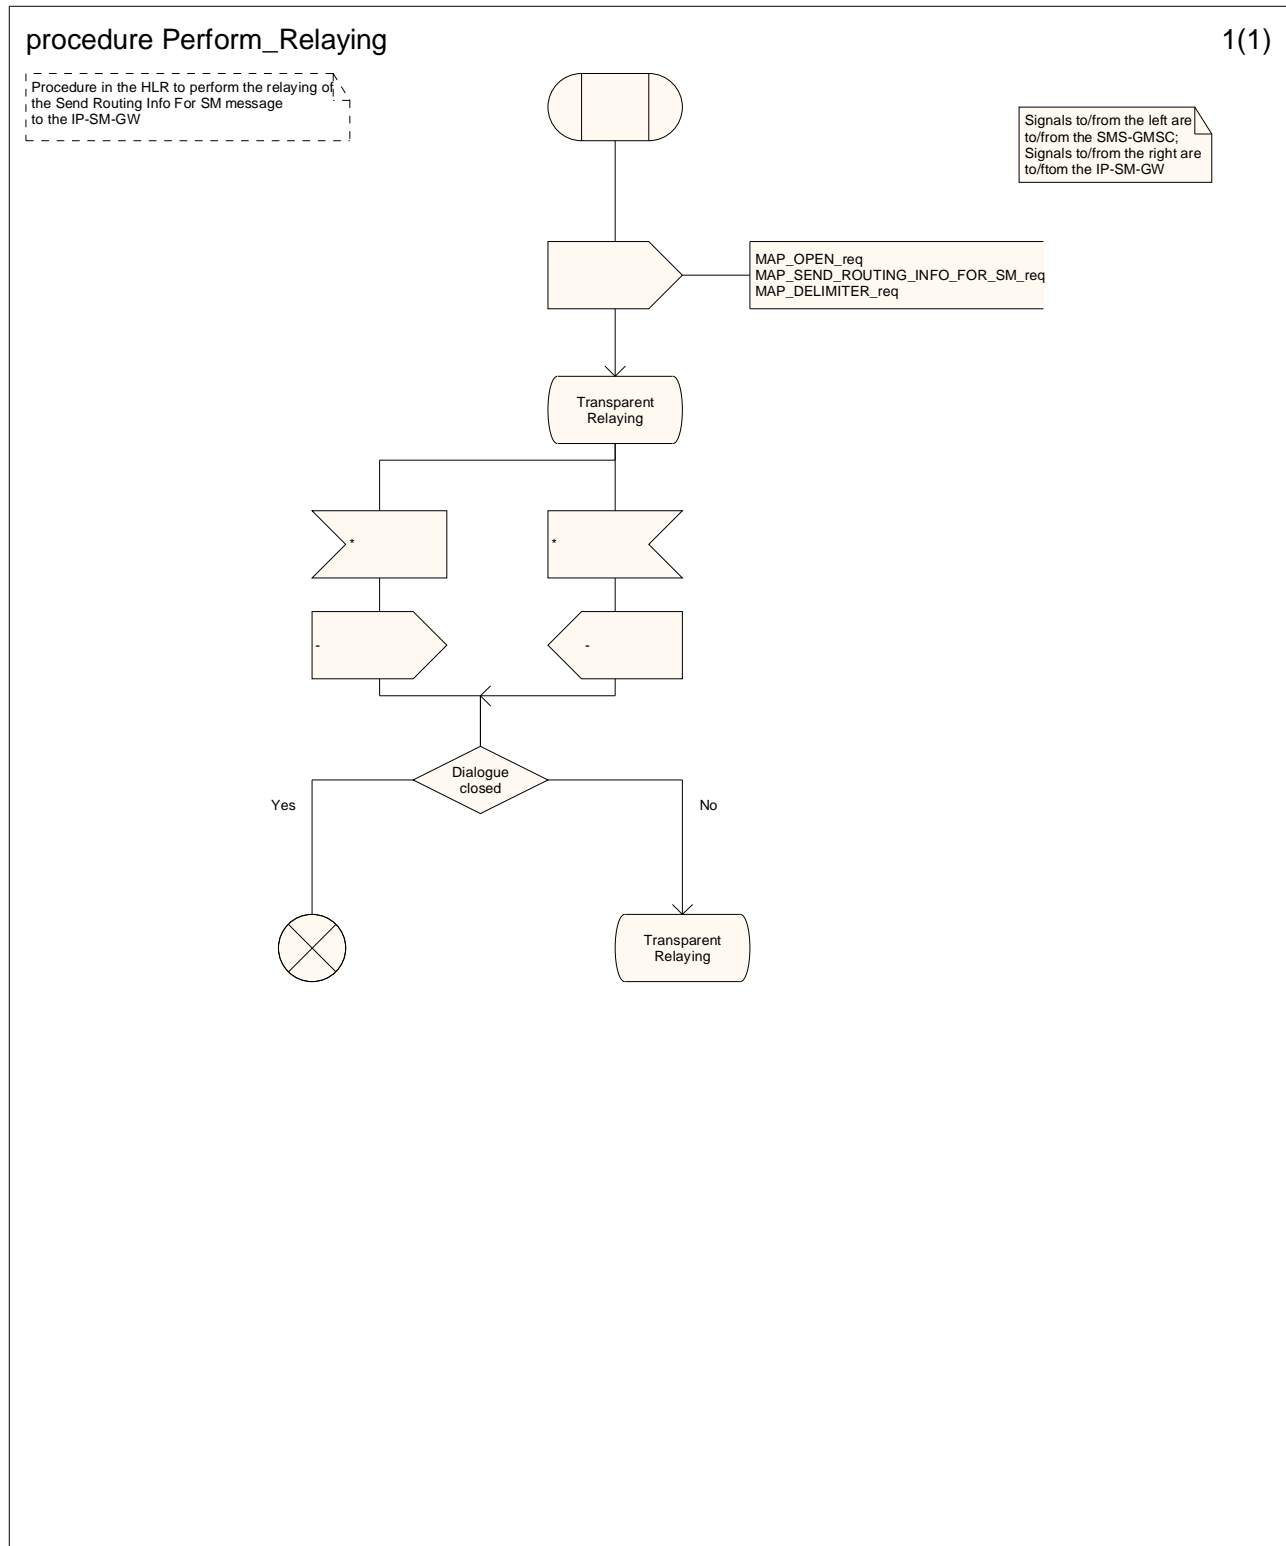 procedure Perform_Relaying
1(1)
Procedure in the HLR to perform the relaying of
the Send Routing Info For SM message
to the IP-SM-GW
Signals to/from the left are
to/from the SMS-GMSC;
Signals to/from the right are
to/ftom the IP-SM-GW
MAP_OPEN_req
MAP_SEND_ROUTING_INFO_FOR_SM_req
MAP_DELIMITER_req
Transparent
Relaying
*
*
-
-
Dialogue
closed
Yes
No
Transparent
Relaying